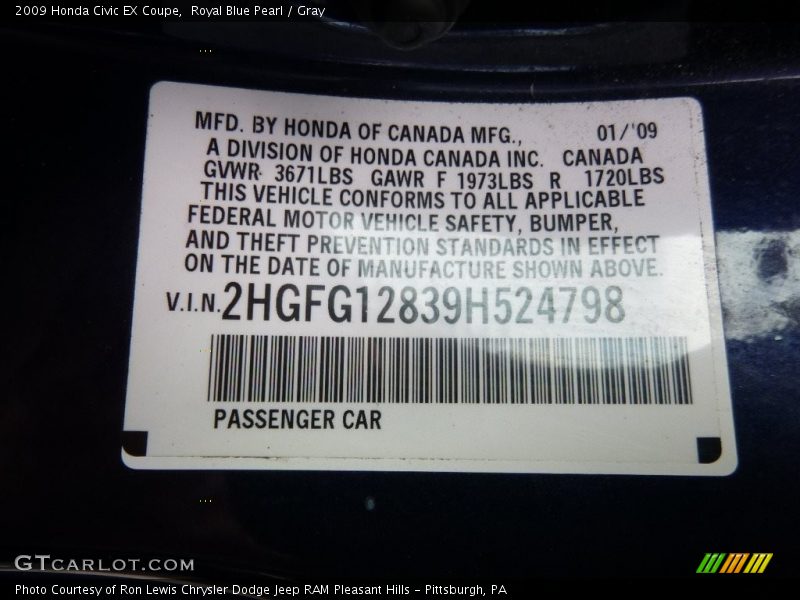 2009 Honda Civic EX Coupe,  Royal Blue Pearl / Gray
MFD. BY HONDA OF CANADA MFG., 01/'09
A DIVISION OF HONDA CANADA INC. CANADA
GVWR 3671LBS GAWR F 1973LBS R 1720LBS
THIS VEHICLE CONFORMS TO ALL APPLICABLE
FEDERAL MOTOR VEHICLE SAFETY, BUMPER,
AND THEFT PREVENTION STANDARDS IN EFFECT
ON THE DATE OF MANUFACTURE SHOWN ABOVE.
V.I.N. 2HGFG12839H524798
PASSENGER CAR
GTCARLOT.COM
Photo Courtesy of Ron Lewis Chrysler Dodge Jeep RAM Pleasant Hills - Pittsburgh, PA